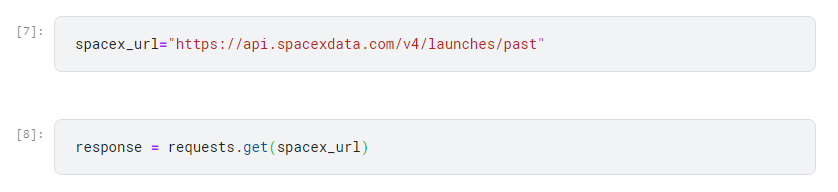 [7]:
spacex_url="https://api.spacexdata.com/v4/launches/past"
[8]:
response = requests.get(spacex_url)